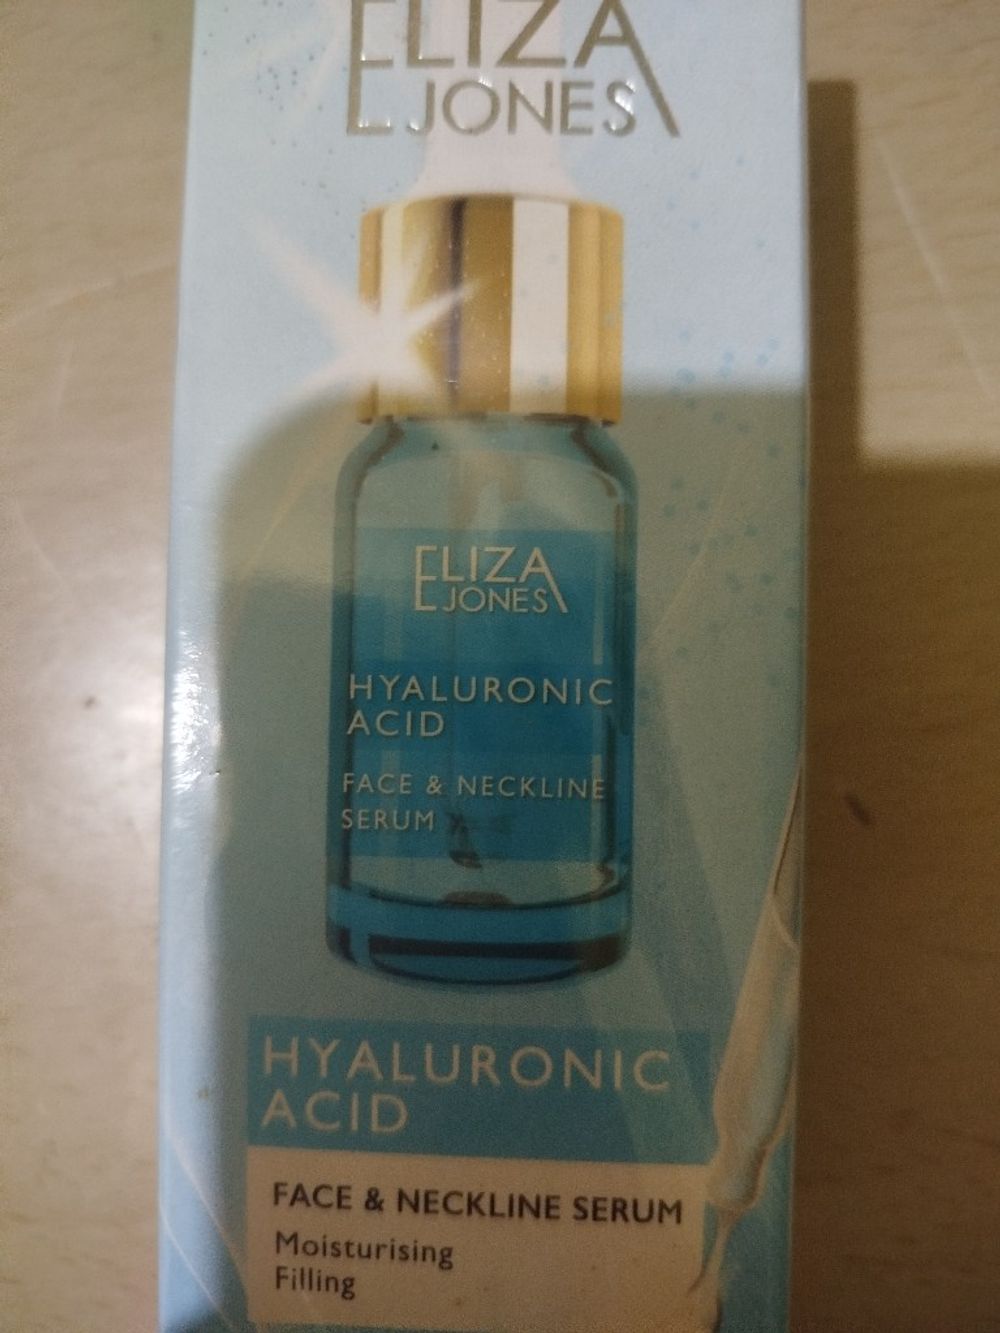 ELIZA
JONES
ELIZA
JONES
HYALURONIC
ACID
FACE & NECKLINE
SERUM
HYALURONIC
ACID
FACE & NECKLINE SERUM
Moisturising
Filling